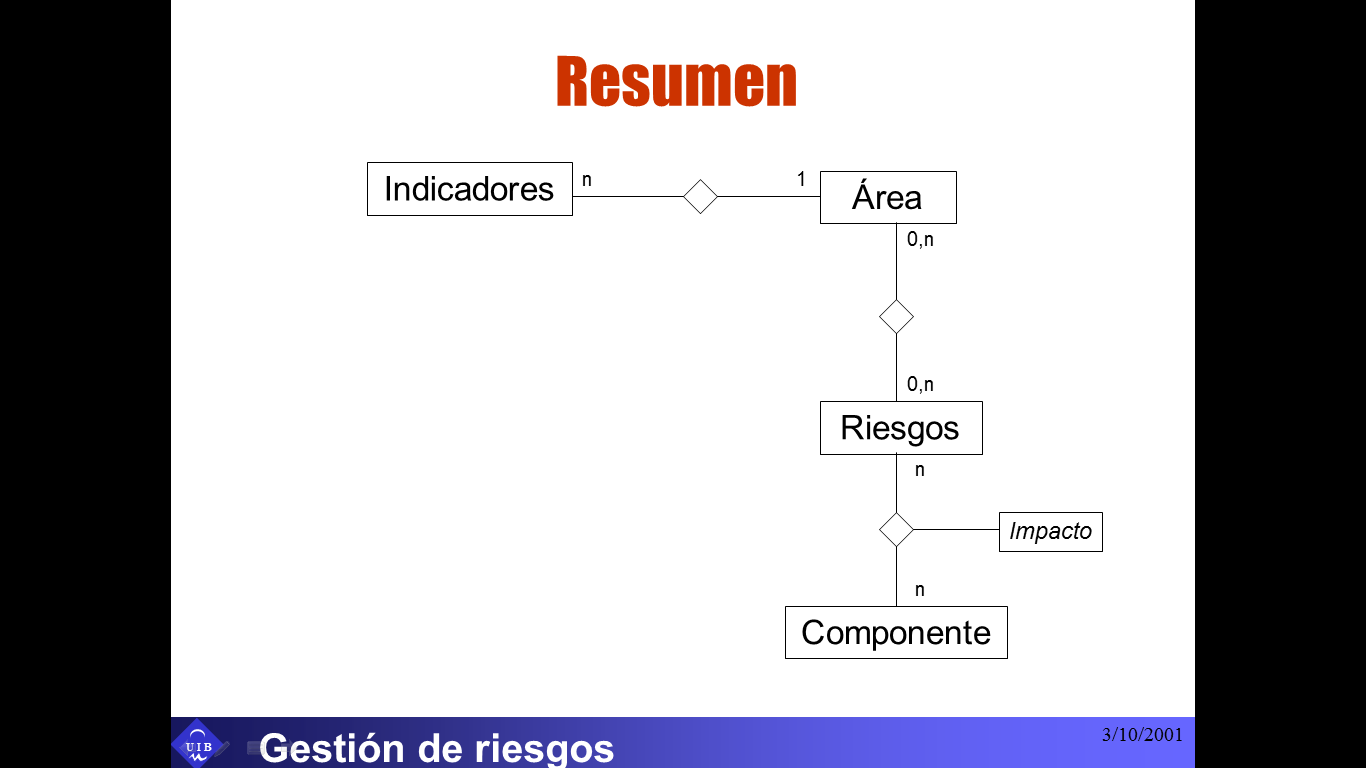 Resumen
Indicadores
n
1
Área
0,n
0,n
Riesgos
n
Impacto
n
Componente
UIB
Gestión de riesgos
3/10/2001